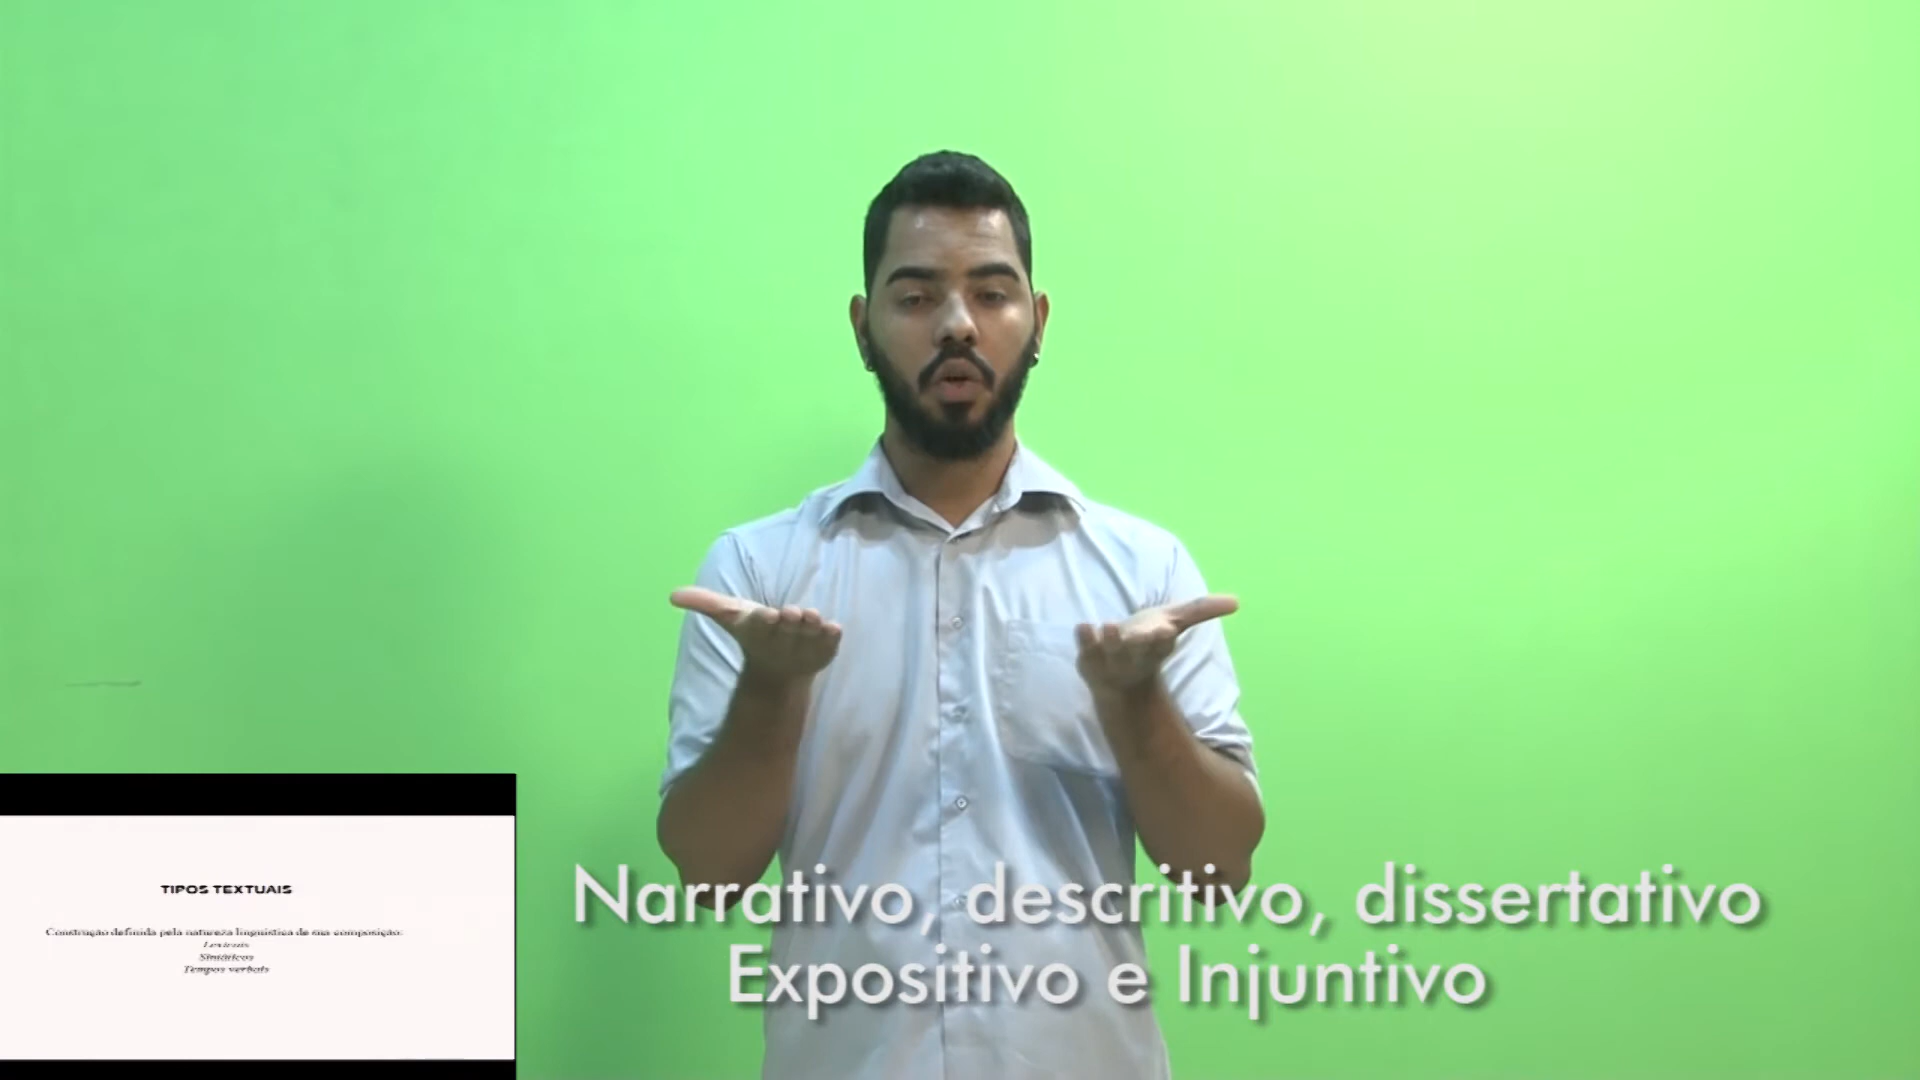 TIPOS TEXTUAIS
Construção definida pela natureza linguística de sua composição:
Lexicais
Sintáticos
Tempos verbais
Narrativo, descritivo, dissertativo
Expositivo e Injuntivo